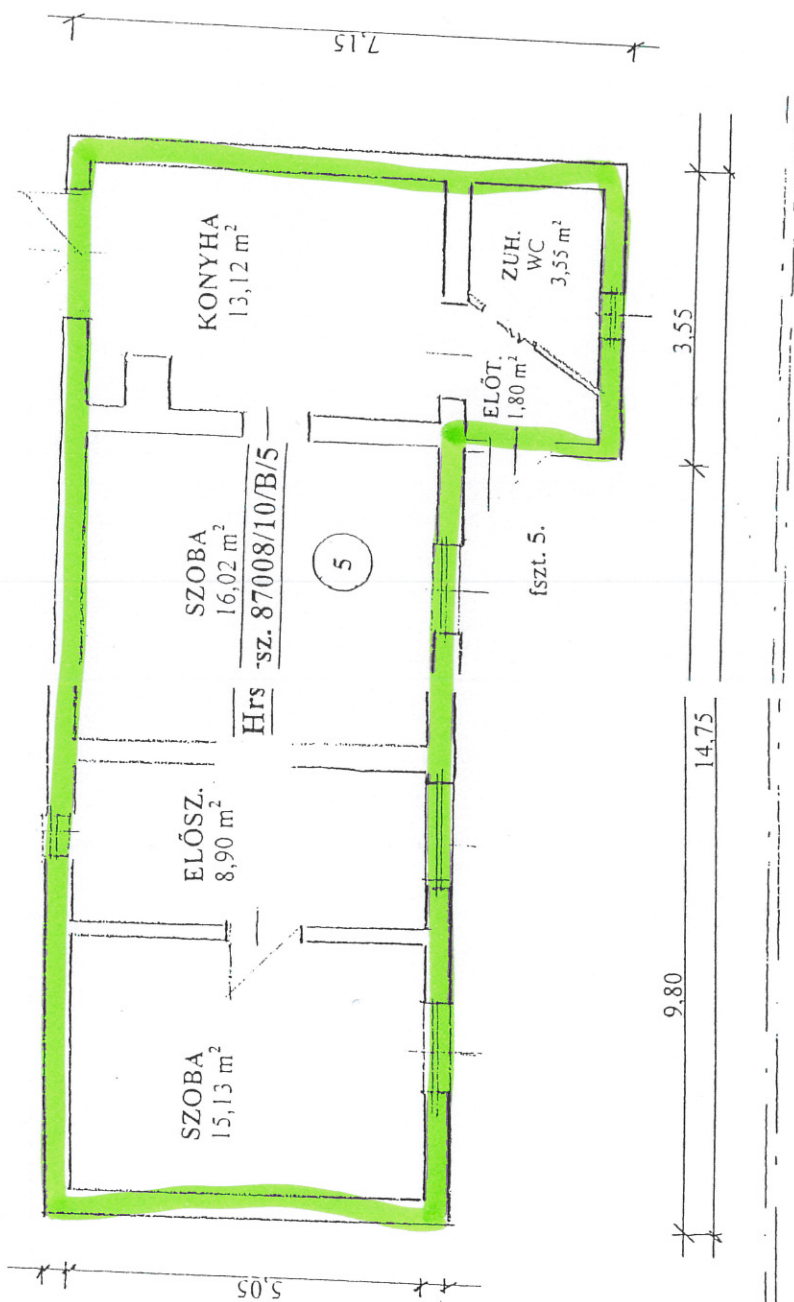 7,15
KONYHA
13,12 m²
ZUH.
WC
3,55 m²
ELŐT.
1,80 m²
3,55
SZOBA
16,02 m²
Hrs sz. 87008/10/B/5
5
fszt. 5.
14,75
ELŐSZ.
8,90 m²
9,80
SZOBA
15,13 m²
5,05